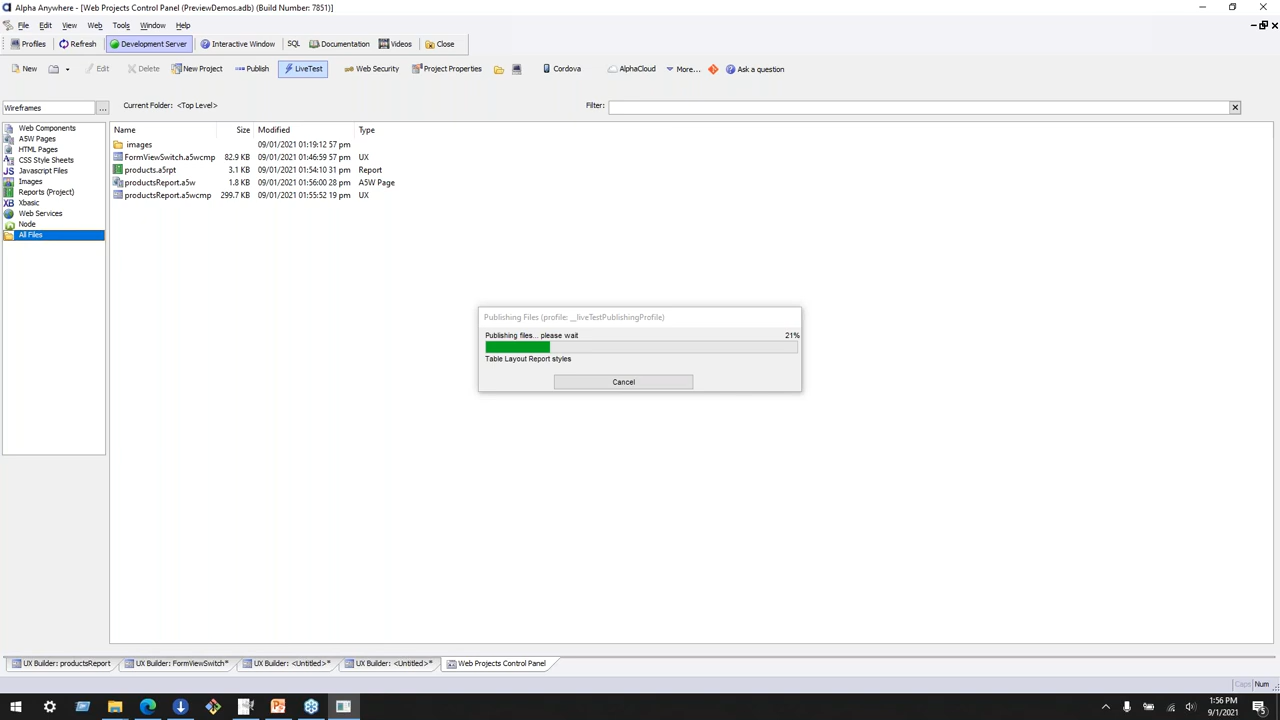 Alpha Anywhere - [Web Projects Control Panel (PreviewDemos.adb) (Build Number: 7851)]
File Edit View Web Tools Window Help
Profiles Refresh Development Server Interactive Window SQL Documentation Videos Close
New Edit Delete New Project Publish LiveTest Web Security Project Properties Cordova AlphaCloud More... Ask a question
Wireframes ... Current Folder: <Top Level> Filter:
Web Components
A5W Pages
HTML Pages
CSS Style Sheets
JS Javascript Files
Images
Reports (Project)
XB Xbasic
Web Services
Node
All Files
Name Size Modified Type
images 09/01/2021 01:19:12 57 pm
FormViewSwitch.a5wcmp 82.9 KB 09/01/2021 01:46:59 57 pm UX
products.a5rpt 3.1 KB 09/01/2021 01:54:10 31 pm Report
productsReport.a5w 1.8 KB 09/01/2021 01:56:00 28 pm A5W Page
productsReport.a5wcmp 299.7 KB 09/01/2021 01:55:52 19 pm UX
Publishing Files (profile: __liveTestPublishingProfile)
Publishing files... please wait 21%
Table Layout Report styles
Cancel
UX Builder: productsReport UX Builder: FormViewSwitch* UX Builder: <Untitled>* UX Builder: <Untitled>* Web Projects Control Panel
Caps Num
1:56 PM
9/1/2021
5